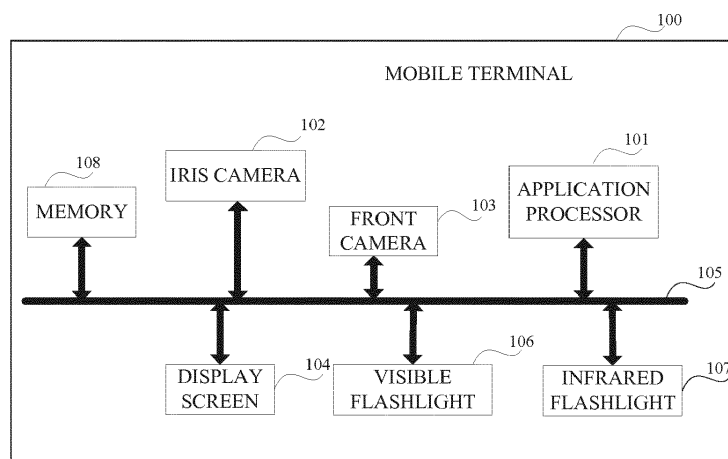 100
MOBILE TERMINAL
102
101
108
IRIS CAMERA
APPLICATION
PROCESSOR
MEMORY
FRONT
CAMERA
103
105
106
DISPLAY
SCREEN
104
VISIBLE
FLASHLIGHT
INFRARED
FLASHLIGHT
107